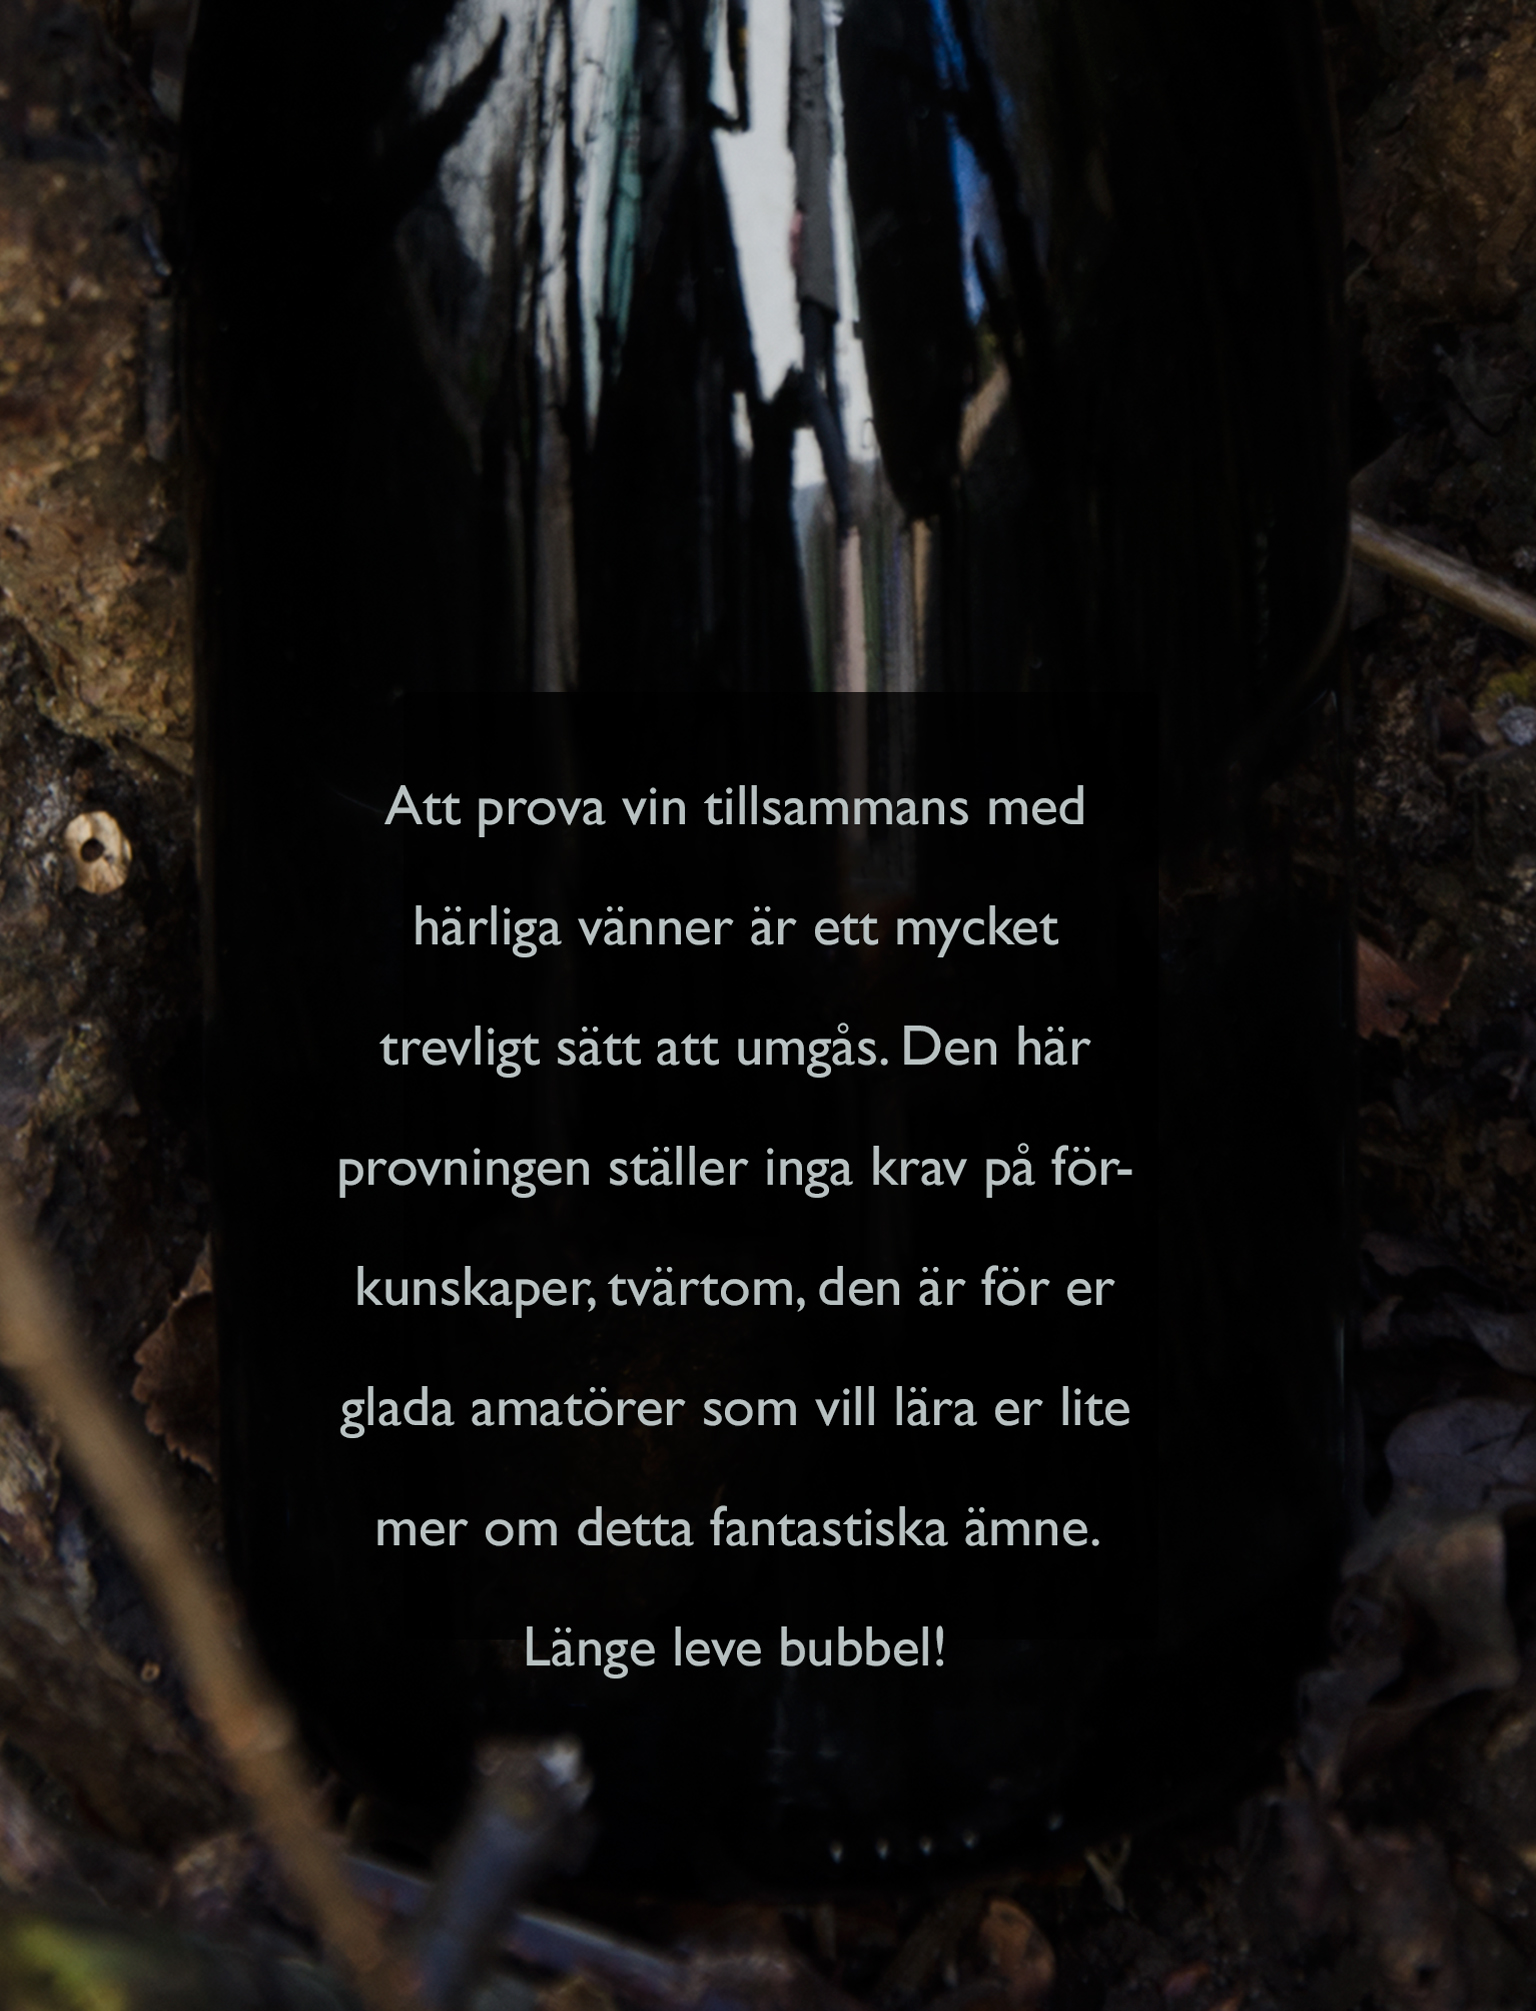 Att prova vin tillsammans med
härliga vänner är ett mycket
trevligt sätt att umgås. Den här
provningen ställer inga krav på för-
kunskaper, tvärtom, den är för er
glada amatörer som vill lära er lite
mer om detta fantastiska ämne.
Länge leve bubbel!